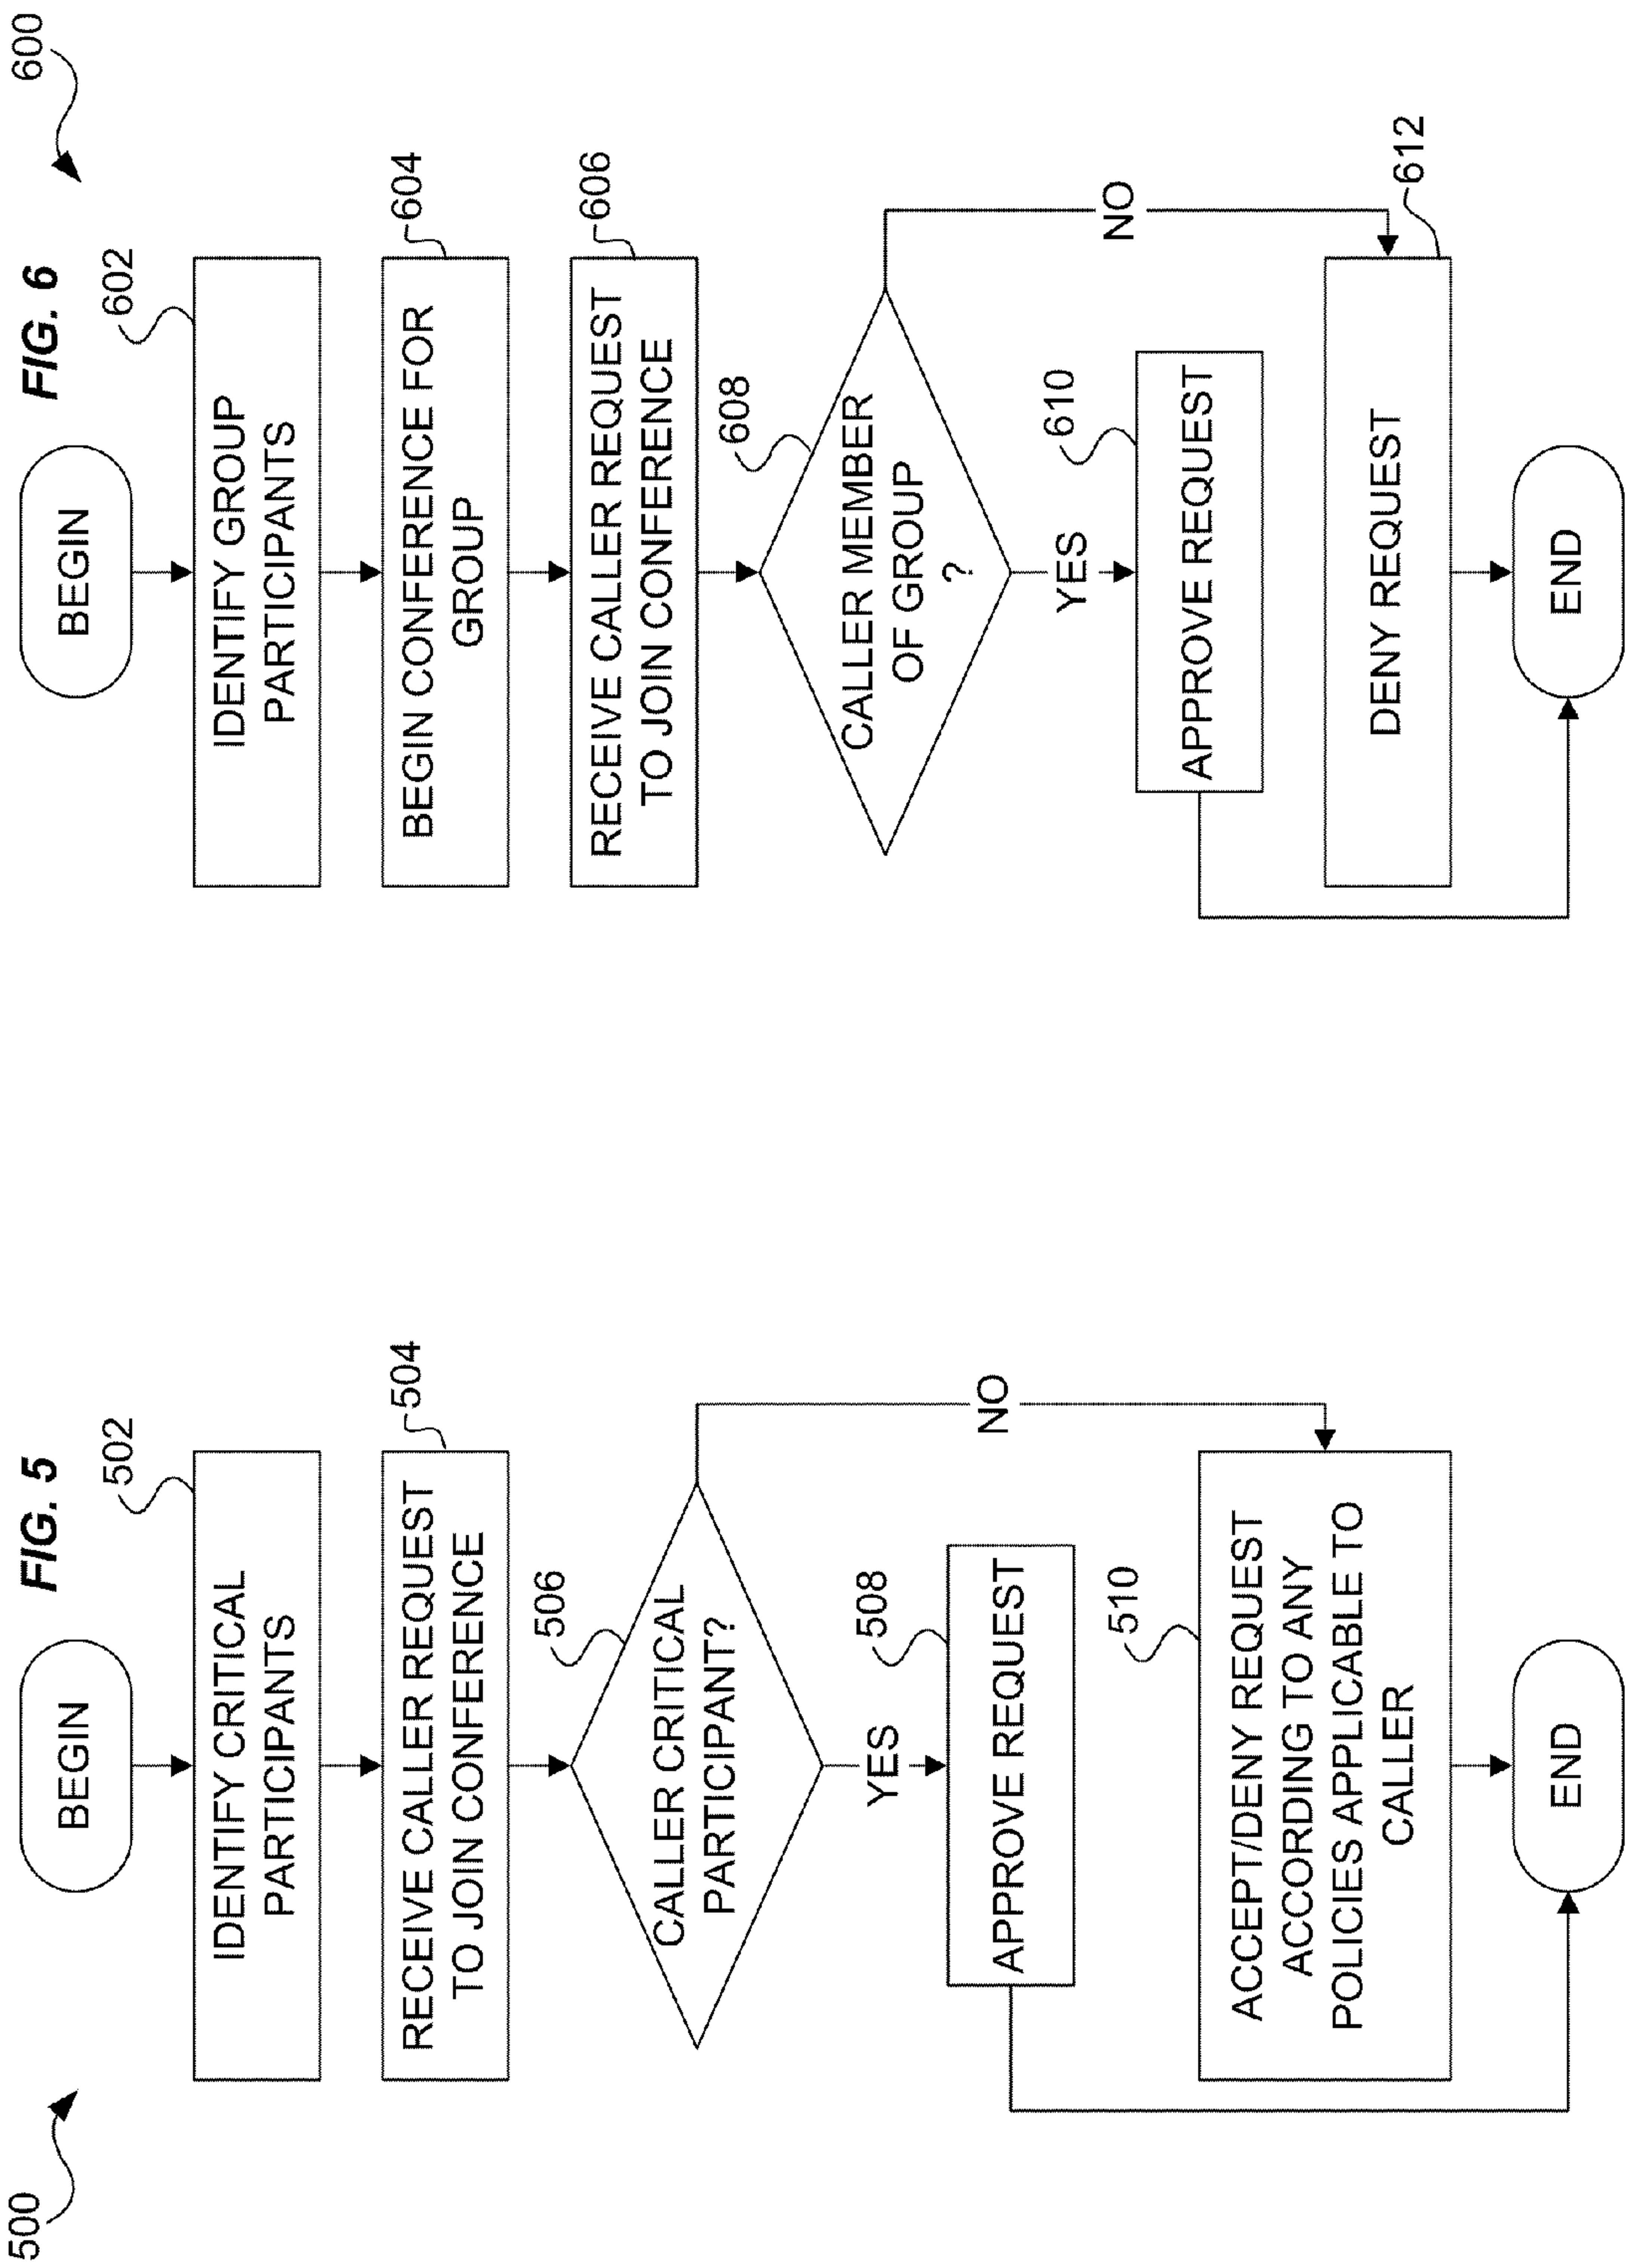 500
FIG. 5
BEGIN
502
IDENTIFY CRITICAL
PARTICIPANTS
504
RECEIVE CALLER REQUEST
TO JOIN CONFERENCE
506
CALLER CRITICAL
PARTICIPANT?
YES
NO
508
APPROVE REQUEST
510
ACCEPT/DENY REQUEST
ACCORDING TO ANY
POLICIES APPLICABLE TO
CALLER
END
600
FIG. 6
BEGIN
602
IDENTIFY GROUP
PARTICIPANTS
604
BEGIN CONFERENCE FOR
GROUP
606
RECEIVE CALLER REQUEST
TO JOIN CONFERENCE
608
CALLER MEMBER
OF GROUP
?
YES
NO
610
APPROVE REQUEST
612
DENY REQUEST
END